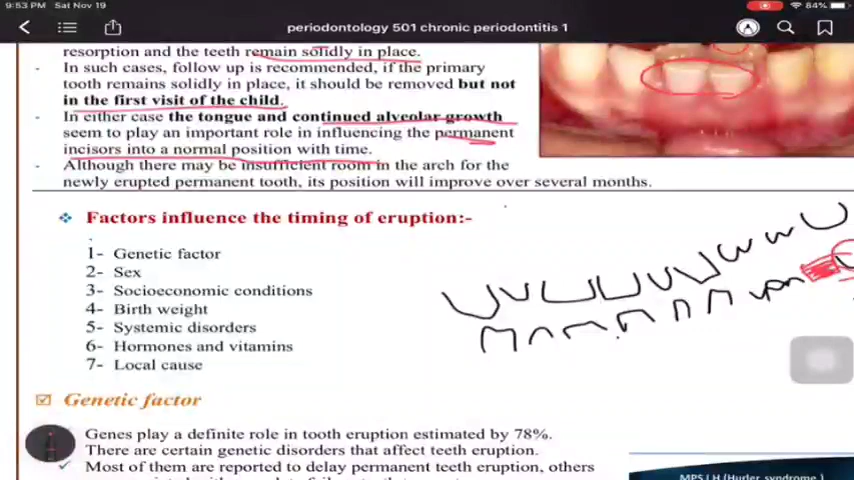 9:53 PM Sat Nov 19
84%
periodontology 501 chronic periodontitis 1
resorption and the teeth remain solidly in place.
- In such cases, follow up is recommended, if the primary
tooth remains solidly in place, it should be removed but not
in the first visit of the child.
- In either case the tongue and continued alveolar growth
seem to play an important role in influencing the permanent
incisors into a normal position with time.
- Although there may be insufficient room in the arch for the
newly erupted permanent tooth, its position will improve over several months.
❖ Factors influence the timing of eruption:-
1- Genetic factor
2- Sex
3- Socioeconomic conditions
4- Birth weight
5- Systemic disorders
6- Hormones and vitamins
7- Local cause
Genetic factor
Genes play a definite role in tooth eruption estimated by 78%.
There are certain genetic disorders that affect teeth eruption.
✓ Most of them are reported to delay permanent teeth eruption, others
MPS I H (Hurler syndrome)